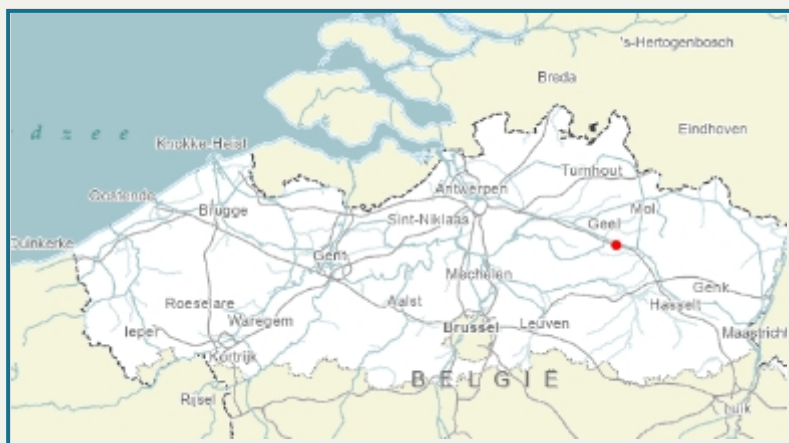 's-Hertogenbosch
Breda
dzee
Eindhoven
Knokke-Heist
Turnhout
Antwerpen
Oostende
Mol
Brugge
Sint-Niklaas
Geel
Duinkerke
Gent
Mechelen
Genk
Roeselare
Aalst
Hasselt
Waregem
Brussel
Leuven
Ieper
Maastricht
Kortrijk
BELGIË
Rijsel
Luik